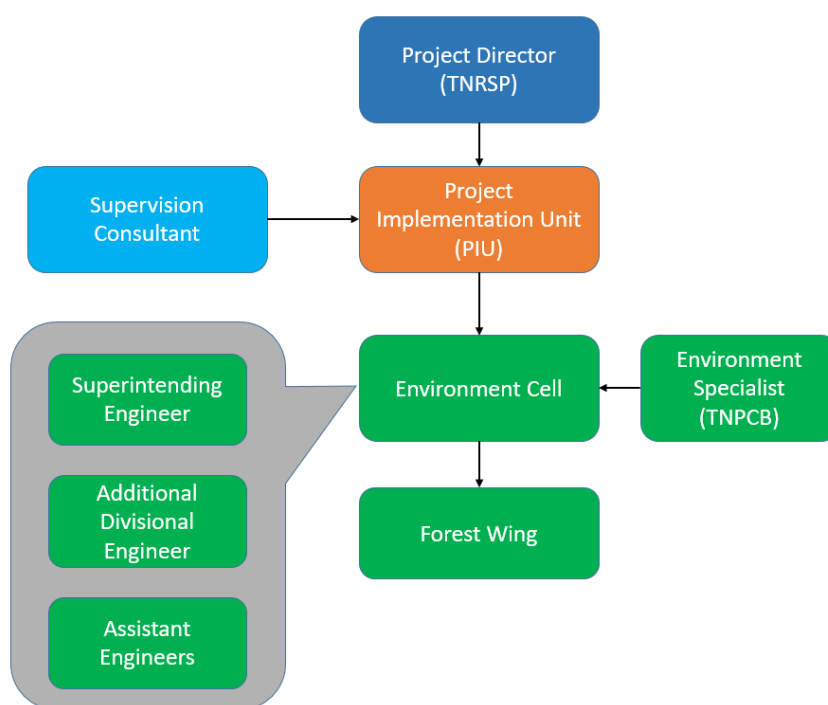 Project Director
(TNRSP)
Supervision
Consultant
Project
Implementation Unit
(PIU)
Superintending
Engineer
Additional
Divisional
Engineer
Assistant
Engineers
Environment Cell
Environment
Specialist
(TNPCB)
Forest Wing